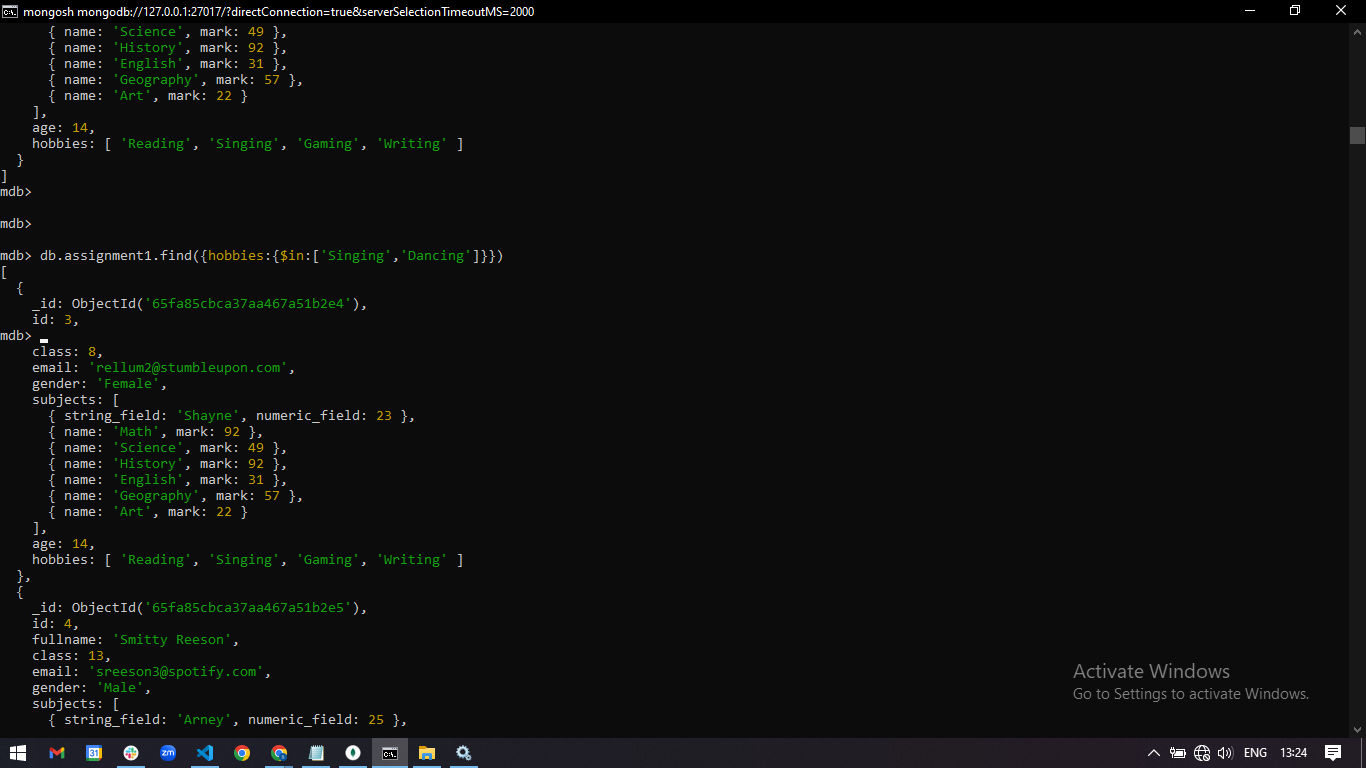 mongosh mongodb://127.0.0.1:27017/?directConnection=true&serverSelectionTimeoutMS=2000
      { name: 'Science', mark: 49 },
      { name: 'History', mark: 92 },
      { name: 'English', mark: 31 },
      { name: 'Geography', mark: 57 },
      { name: 'Art', mark: 22 }
    ],
    age: 14,
    hobbies: [ 'Reading', 'Singing', 'Gaming', 'Writing' ]
  }
]
mdb>
mdb>
mdb> db.assignment1.find({hobbies:{$in:['Singing','Dancing']}})
[
  {
    _id: ObjectId('65fa85cbca37aa467a51b2e4'),
    id: 3,
mdb>
    class: 8,
    email: 'rellum2@stumbleupon.com',
    gender: 'Female',
    subjects: [
      { string_field: 'Shayne', numeric_field: 23 },
      { name: 'Math', mark: 92 },
      { name: 'Science', mark: 49 },
      { name: 'History', mark: 92 },
      { name: 'English', mark: 31 },
      { name: 'Geography', mark: 57 },
      { name: 'Art', mark: 22 }
    ],
    age: 14,
    hobbies: [ 'Reading', 'Singing', 'Gaming', 'Writing' ]
  },
  {
    _id: ObjectId('65fa85cbca37aa467a51b2e5'),
    id: 4,
    fullname: 'Smitty Reeson',
    class: 13,
    email: 'sreeson3@spotify.com',
    gender: 'Male',
    subjects: [
      { string_field: 'Arney', numeric_field: 25 },
Activate Windows
Go to Settings to activate Windows.
31
zm
C:\.
ENG
13:24